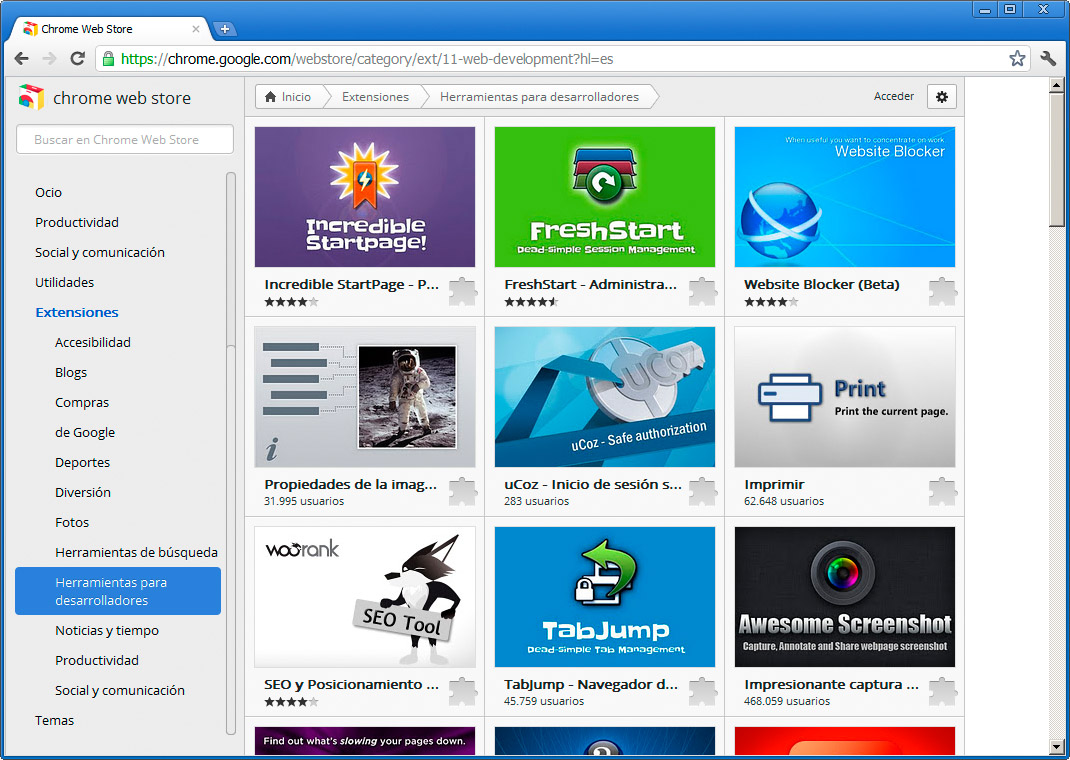 Chrome Web Store
https://chrome.google.com/webstore/category/ext/11-web-development?hl=es
chrome web store
Buscar en Chrome Web Store
Ocio
Productividad
Social y comunicación
Utilidades
Extensiones
Accesibilidad
Blogs
Compras
de Google
Deportes
Diversión
Fotos
Herramientas de búsqueda
Herramientas para
desarrolladores
Noticias y tiempo
Productividad
Social y comunicación
Temas
Inicio
Extensiones
Herramientas para desarrolladores
Acceder
Incredible
StartPage!
Incredible StartPage - P...
FreshStart
Dead-simple Session Management
FreshStart - Administra...
When useful you want to concentrate on work
Website Blocker
Website Blocker (Beta)
i
Propiedades de la imag...
31.995 usuarios
uCoz
uCoz - Safe authorization
uCoz - Inicio de sesión s...
283 usuarios
Print
Print the current page.
Imprimir
62.648 usuarios
woorank
SEO Tool
SEO y Posicionamiento ...
TabJump
Dead-simple Tab Management
TabJump - Navegador d...
45.759 usuarios
Awesome Screenshot
Capture, Annotate and Share webpage screenshot
Impresionante captura ...
468.059 usuarios
Find out what's slowing your pages down.
?